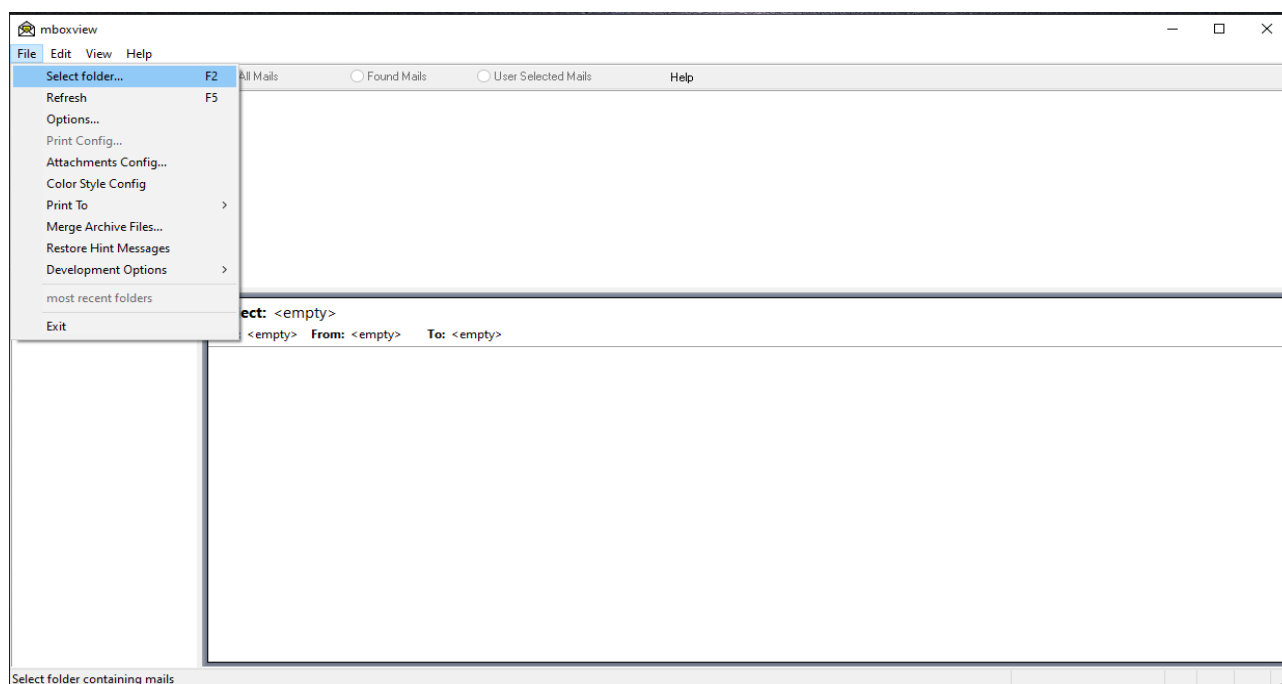 mboxview
File Edit View Help
Select folder... F2 All Mails Found Mails User Selected Mails Help
Refresh F5
Options...
Print Config...
Attachments Config...
Color Style Config
Print To >
Merge Archive Files...
Restore Hint Messages
Development Options >
most recent folders
ect: <empty>
Exit
: <empty> From: <empty> To: <empty>
Select folder containing mails